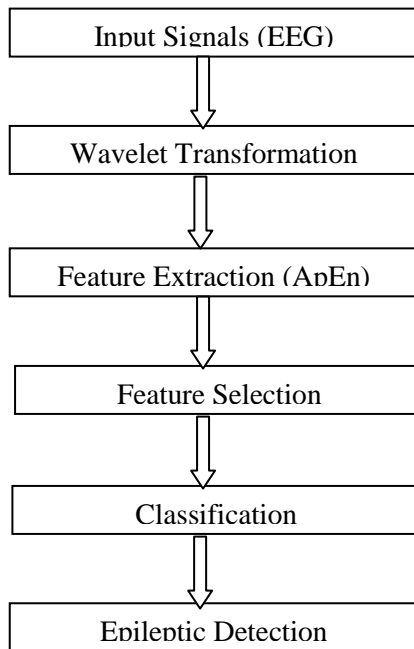 Input Signals (EEG)
Wavelet Transformation
Feature Extraction (ApEn)
Feature Selection
Classification
Epileptic Detection